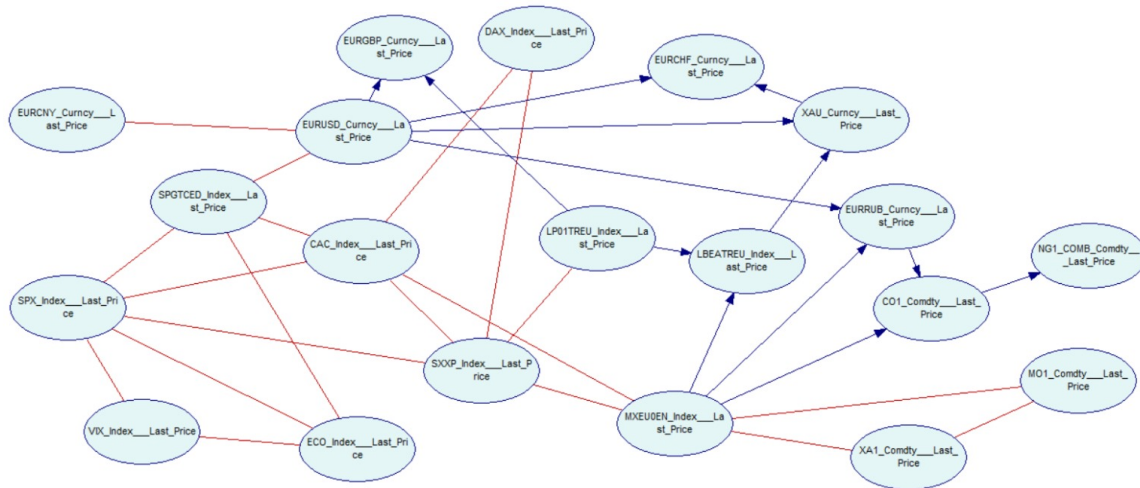 DAX_Index___Last_Pri
ce
EURGBP_Curncy___La
st_Price
EURCHF_Curncy___La
st_Price
EURCNY_Curncy___L
ast_Price
XAU_Curncy___Last_
Price
EURUSD_Curncy___La
st_Price
SPGTCED_Index___La
st_Price
EURRUB_Curncy___La
st_Price
LP01TREU_Index___La
st_Price
CAC_Index___Last_Pri
ce
LBEATREU_Index___L
ast_Price
NG1_COMB_Comdty__
_Last_Price
SPX_Index___Last_Pri
ce
CO1_Comdty___Last_
Price
SXXP_Index___Last_P
rice
MO1_Comdty___Last_
Price
MXEU0EN_Index___La
st_Price
VIX_Index___Last_Price
ECO_Index___Last_Pri
ce
XA1_Comdty___Last_
Price